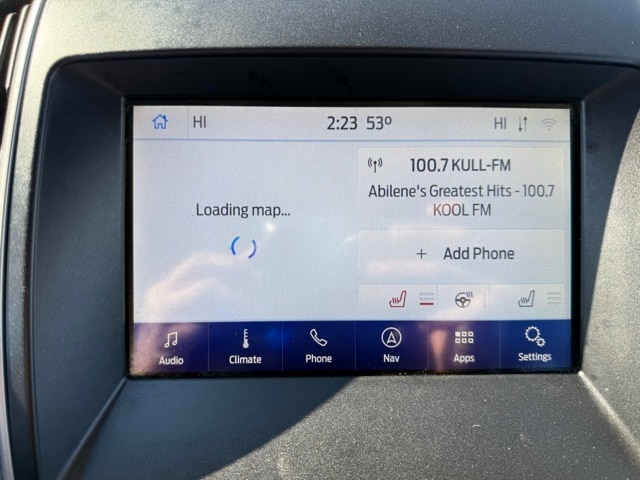 HI 2:23 53° HI
100.7 KULL-FM
Abilene's Greatest Hits - 100.7
KOOL FM
Loading map...
+ Add Phone
Audio Climate Phone Nav Apps Settings